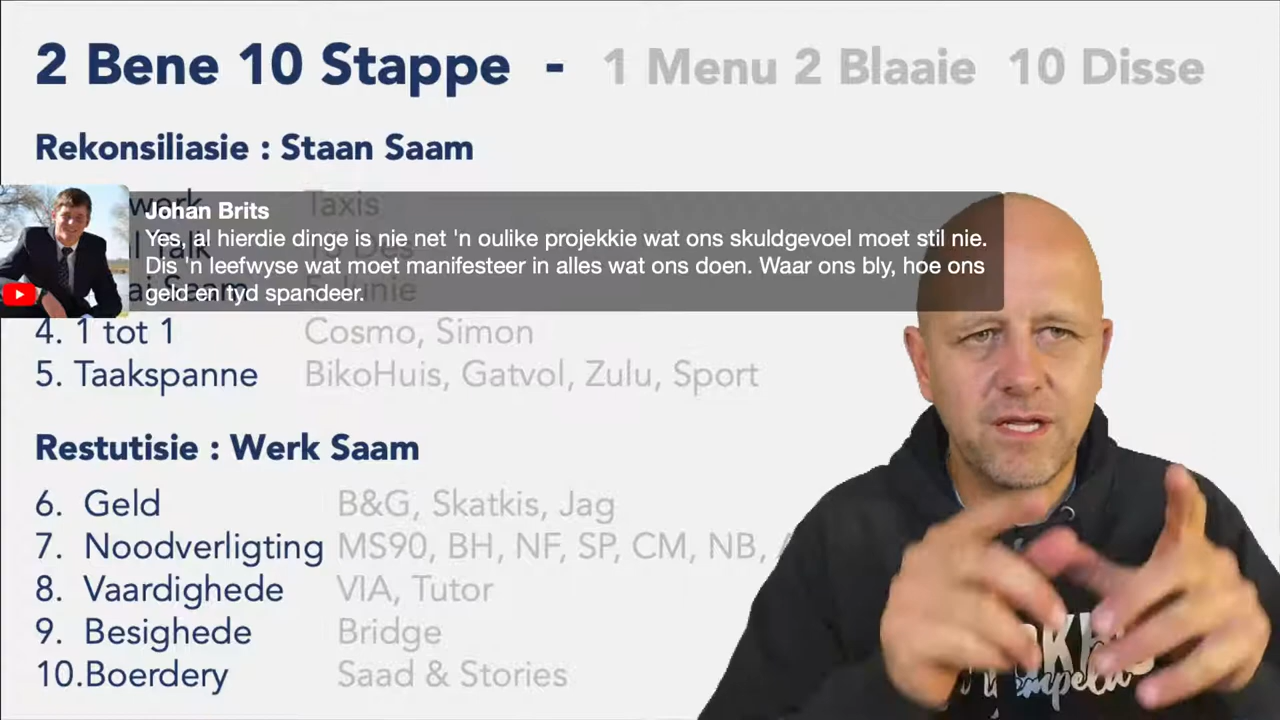 2 Bene 10 Stappe - 1 Menu 2 Blaaie 10 Disse
Rekonsiliasie : Staan Saam
Taxis
Johan Brits
Yes, al hierdie dinge is nie net 'n oulike projekkie wat ons skuldgevoel moet stil nie.
Dis 'n leefwyse wat moet manifesteer in alles wat ons doen. Waar ons bly, hoe ons
geld en tyd spandeer.
4. 1 tot 1 Cosmo, Simon
5. Taakspanne BikoHuis, Gatvol, Zulu, Sport
Restutisie : Werk Saam
6. Geld B&G, Skatkis, Jag
7. Noodverligting MS90, BH, NF, SP, CM, NB,
8. Vaardighede VIA, Tutor
9. Besighede Bridge
10.Boerdery Saad & Stories